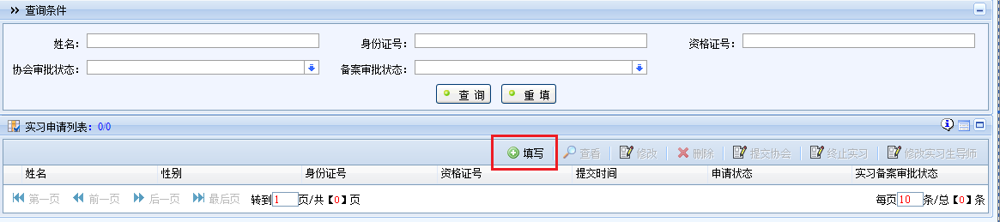 查询条件
姓名： 身份证号： 资格证号：
协会审批状态： 备案审批状态：
查 询 重 填
实习申请列表：0/0
填写 查看 修改 删除 提交协会 终止实习 修改实习生导师
姓名 性别 身份证号 资格证号 提交时间 申请状态 实习备案审批状态
第一页 前一页 后一页 最后页 转到1页/共【0】页 每页10条/总【0】条